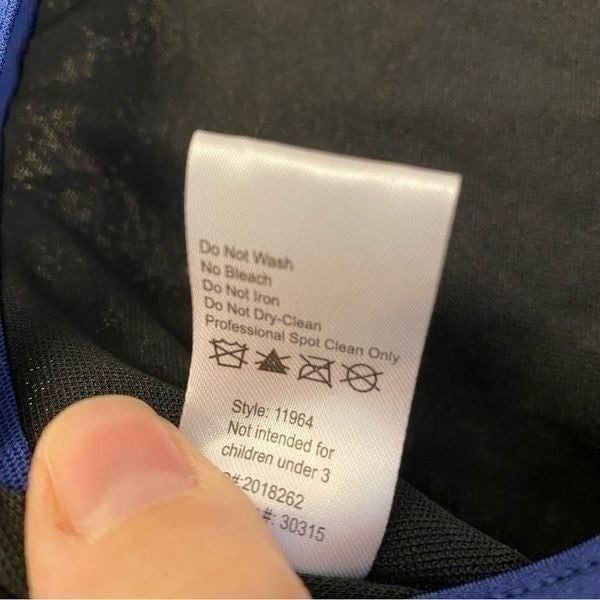 Do Not Wash
No Bleach
Do Not Iron
Do Not Dry-Clean
Professional Spot Clean Only
Style: 11964
Not intended for
children under 3
#:2018262
#: 30315